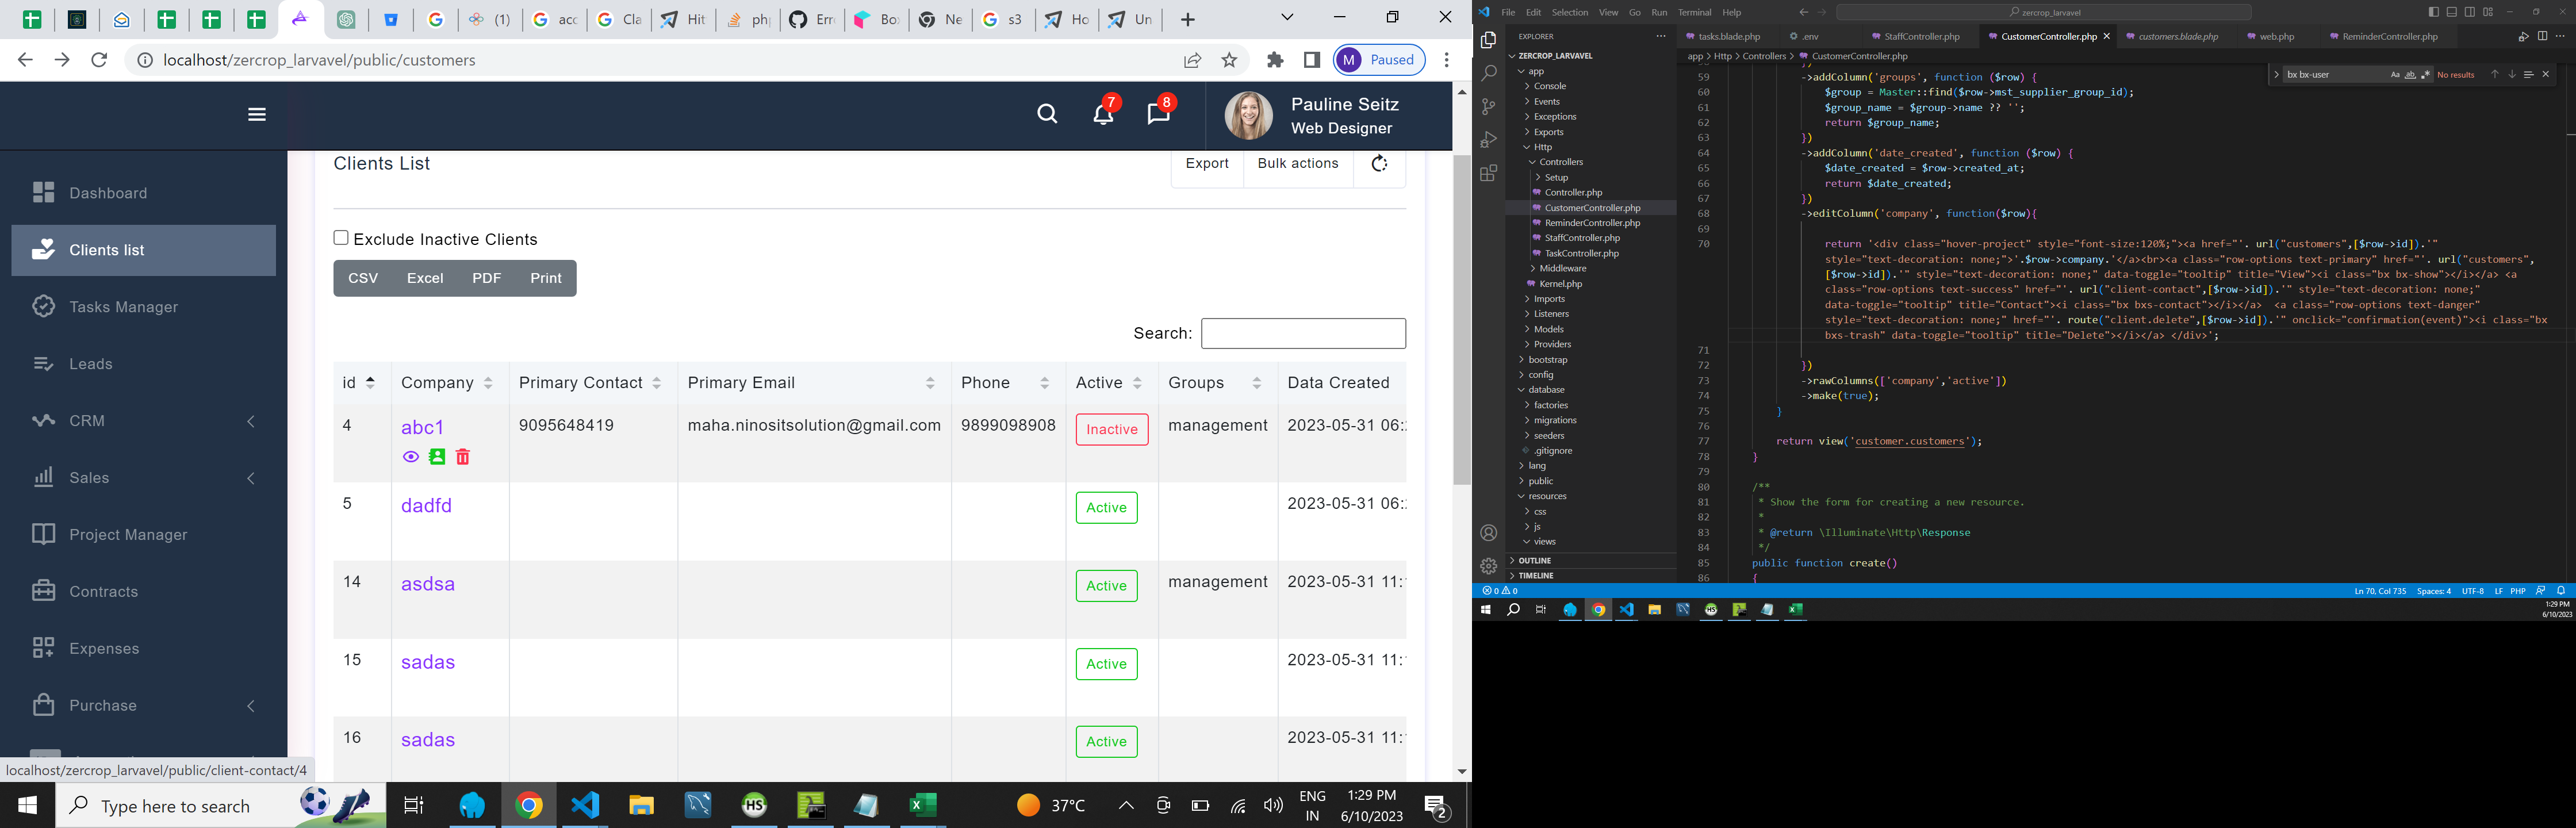 (1)
acc
Cla
Hit
php
Erro
Box
Ne
s3
Ho
Un
localhost/zercrop_larvavel/public/customers
M
Paused
7
8
Pauline Seitz
Web Designer
Clients List
Export
Bulk actions
Dashboard
Clients list
Tasks Manager
Leads
CRM
Sales
Project Manager
Contracts
Expenses
Purchase
Exclude Inactive Clients
CSV Excel PDF Print
Search:
id Company Primary Contact Primary Email Phone Active Groups Data Created
4 abc1 9095648419 maha.ninositsolution@gmail.com 9899098908 Inactive management 2023-05-31 06:
5 dadfd Active 2023-05-31 06:
14 asdsa Active management 2023-05-31 11:
15 sadas Active 2023-05-31 11:
16 sadas Active 2023-05-31 11:
localhost/zercrop_larvavel/public/client-contact/4
Type here to search
37°C
ENG
IN
1:29 PM
6/10/2023
2
File Edit Selection View Go Run Terminal Help
zercrop_larvavel
EXPLORER
ZERCROP_LARVAVEL
app
Console
Events
Exceptions
Exports
Http
Controllers
Setup
Controller.php
CustomerController.php
ReminderController.php
StaffController.php
TaskController.php
Middleware
Kernel.php
Imports
Listeners
Models
Providers
bootstrap
config
database
factories
migrations
seeders
.gitignore
lang
public
resources
css
js
views
OUTLINE
TIMELINE
tasks.blade.php
.env
StaffController.php
CustomerController.php
customers.blade.php
web.php
ReminderController.php
app > Http > Controllers > CustomerController.php
bx bx-user
Aa ab
No results
59 ->addColumn('groups', function ($row) {
60 $group = Master::find($row->mst_supplier_group_id);
61 $group_name = $group->name ?? '';
62 return $group_name;
63 })
64 ->addColumn('date_created', function ($row) {
65 $date_created = $row->created_at;
66 return $date_created;
67 })
68 ->editColumn('company', function($row){
69
70 return '<div class="hover-project" style="font-size:120%;"><a href="'. url("customers",[$row->id]).'"
style="text-decoration: none;">'.$row->company.'</a><br><a class="row-options text-primary" href="'. url("customers",
[$row->id]).'" style="text-decoration: none;" data-toggle="tooltip" title="View"><i class="bx bx-show"></i></a> <a
class="row-options text-success" href="'. url("client-contact",[$row->id]).'" style="text-decoration: none;"
data-toggle="tooltip" title="Contact"><i class="bx bxs-contact"></i></a>  <a class="row-options text-danger"
style="text-decoration: none;" href="'. route("client.delete",[$row->id]).'" onclick="confirmation(event)"><i class="bx
bxs-trash" data-toggle="tooltip" title="Delete"></i></a> </div>';
71
72 })
73 ->rawColumns(['company','active'])
74 ->make(true);
75 }
76
77 return view('customer.customers');
78 }
79
80 /**
81 * Show the form for creating a new resource.
82 *
83 * @return \Illuminate\Http\Response
84 */
85 public function create()
86 {
0 0
Ln 70, Col 735 Spaces: 4 UTF-8 LF PHP
1:29 PM
6/10/2023